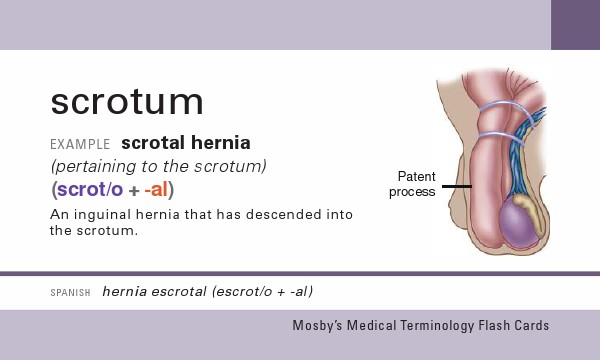 scrotum
EXAMPLE scrotal hernia
(pertaining to the scrotum)
(scrot/o + -al)
An inguinal hernia that has descended into
the scrotum.
Patent
process
SPANISH hernia escrotal (escrot/o + -al)
Mosby's Medical Terminology Flash Cards